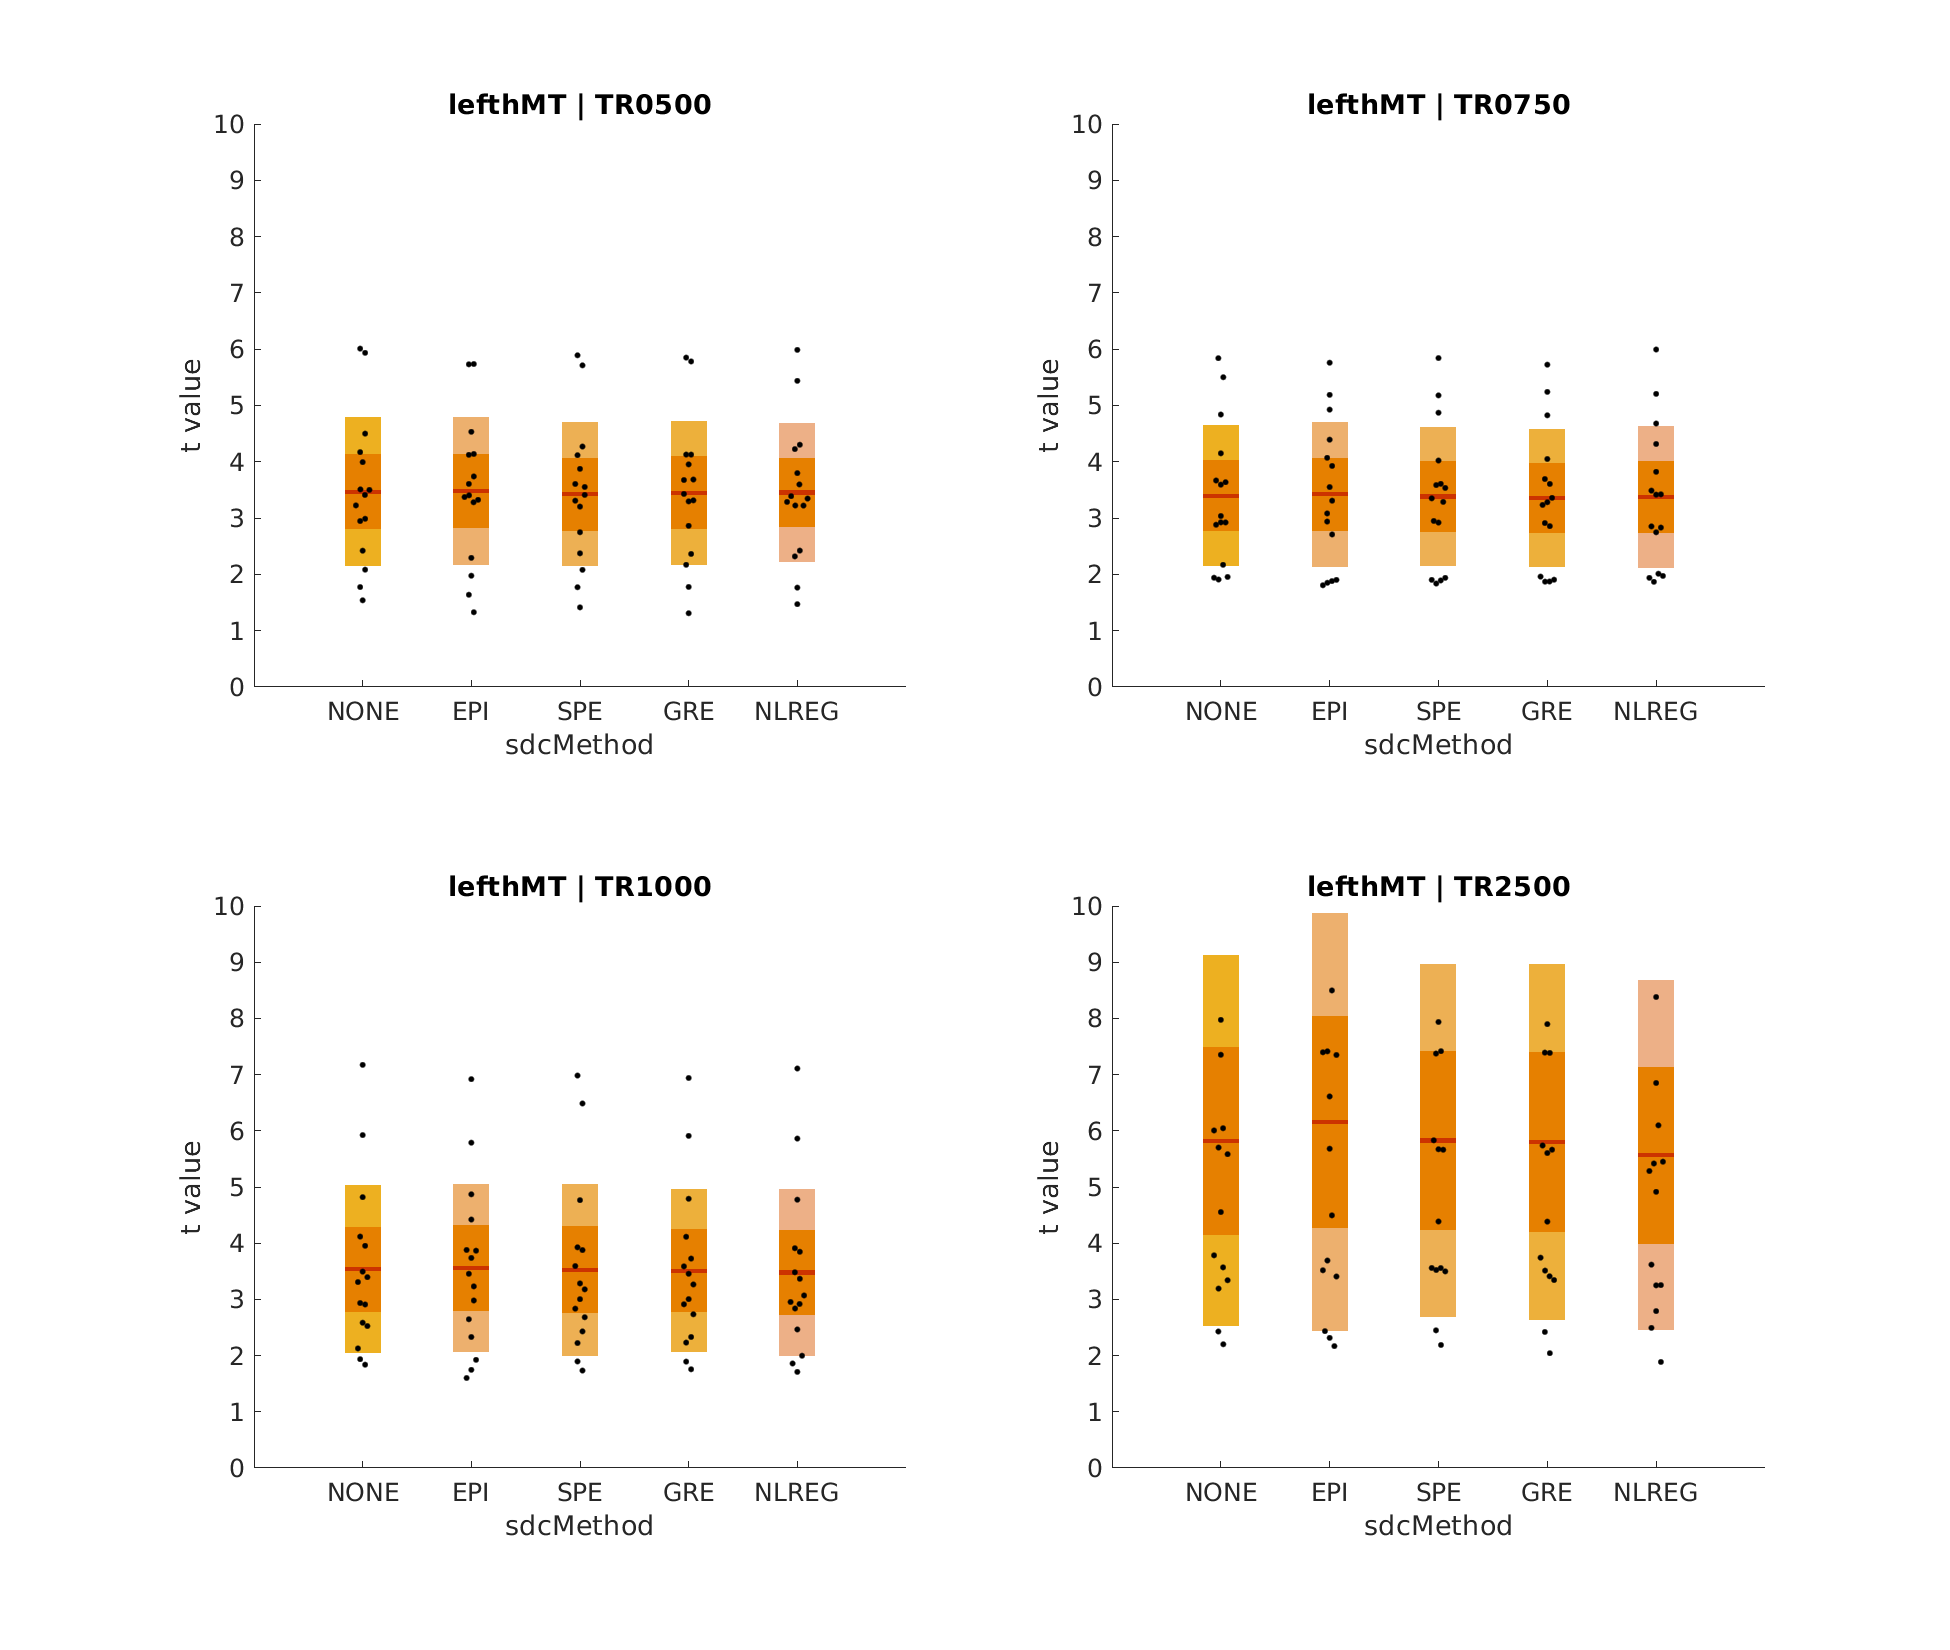 lefthMT | TR0500
10
9
8
7
6
5
4
3
2
1
0
t value
NONE EPI SPE GRE NLREG
sdcMethod
lefthMT | TR0750
10
9
8
7
6
5
4
3
2
1
0
t value
NONE EPI SPE GRE NLREG
sdcMethod
lefthMT | TR1000
10
9
8
7
6
5
4
3
2
1
0
t value
NONE EPI SPE GRE NLREG
sdcMethod
lefthMT | TR2500
10
9
8
7
6
5
4
3
2
1
0
t value
NONE EPI SPE GRE NLREG
sdcMethod